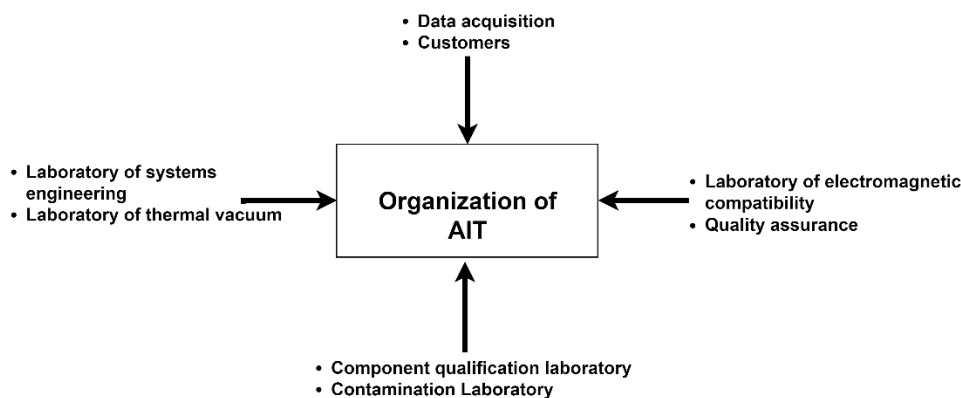 • Data acquisition
• Customers
• Laboratory of systems
engineering
• Laboratory of thermal vacuum
Organization of
AIT
• Laboratory of electromagnetic
compatibility
• Quality assurance
• Component qualification laboratory
• Contamination Laboratory